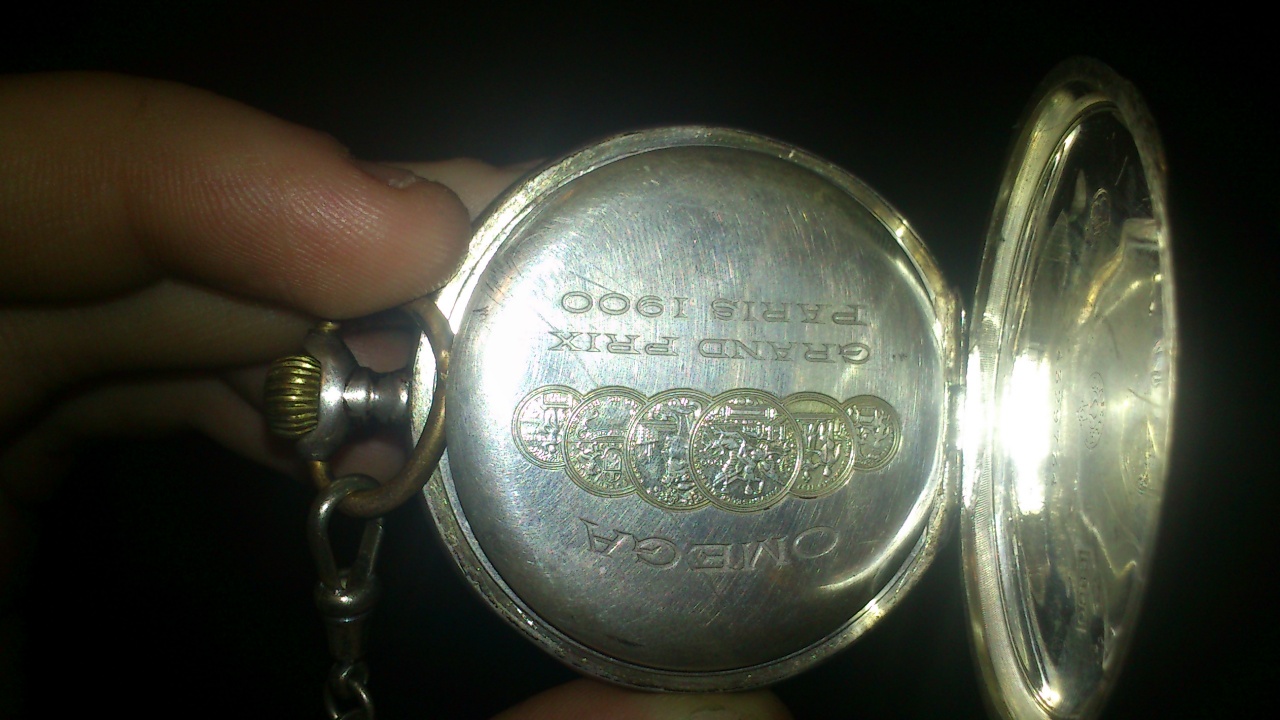 OMEGA
GRAND PRIX
PARIS 1900